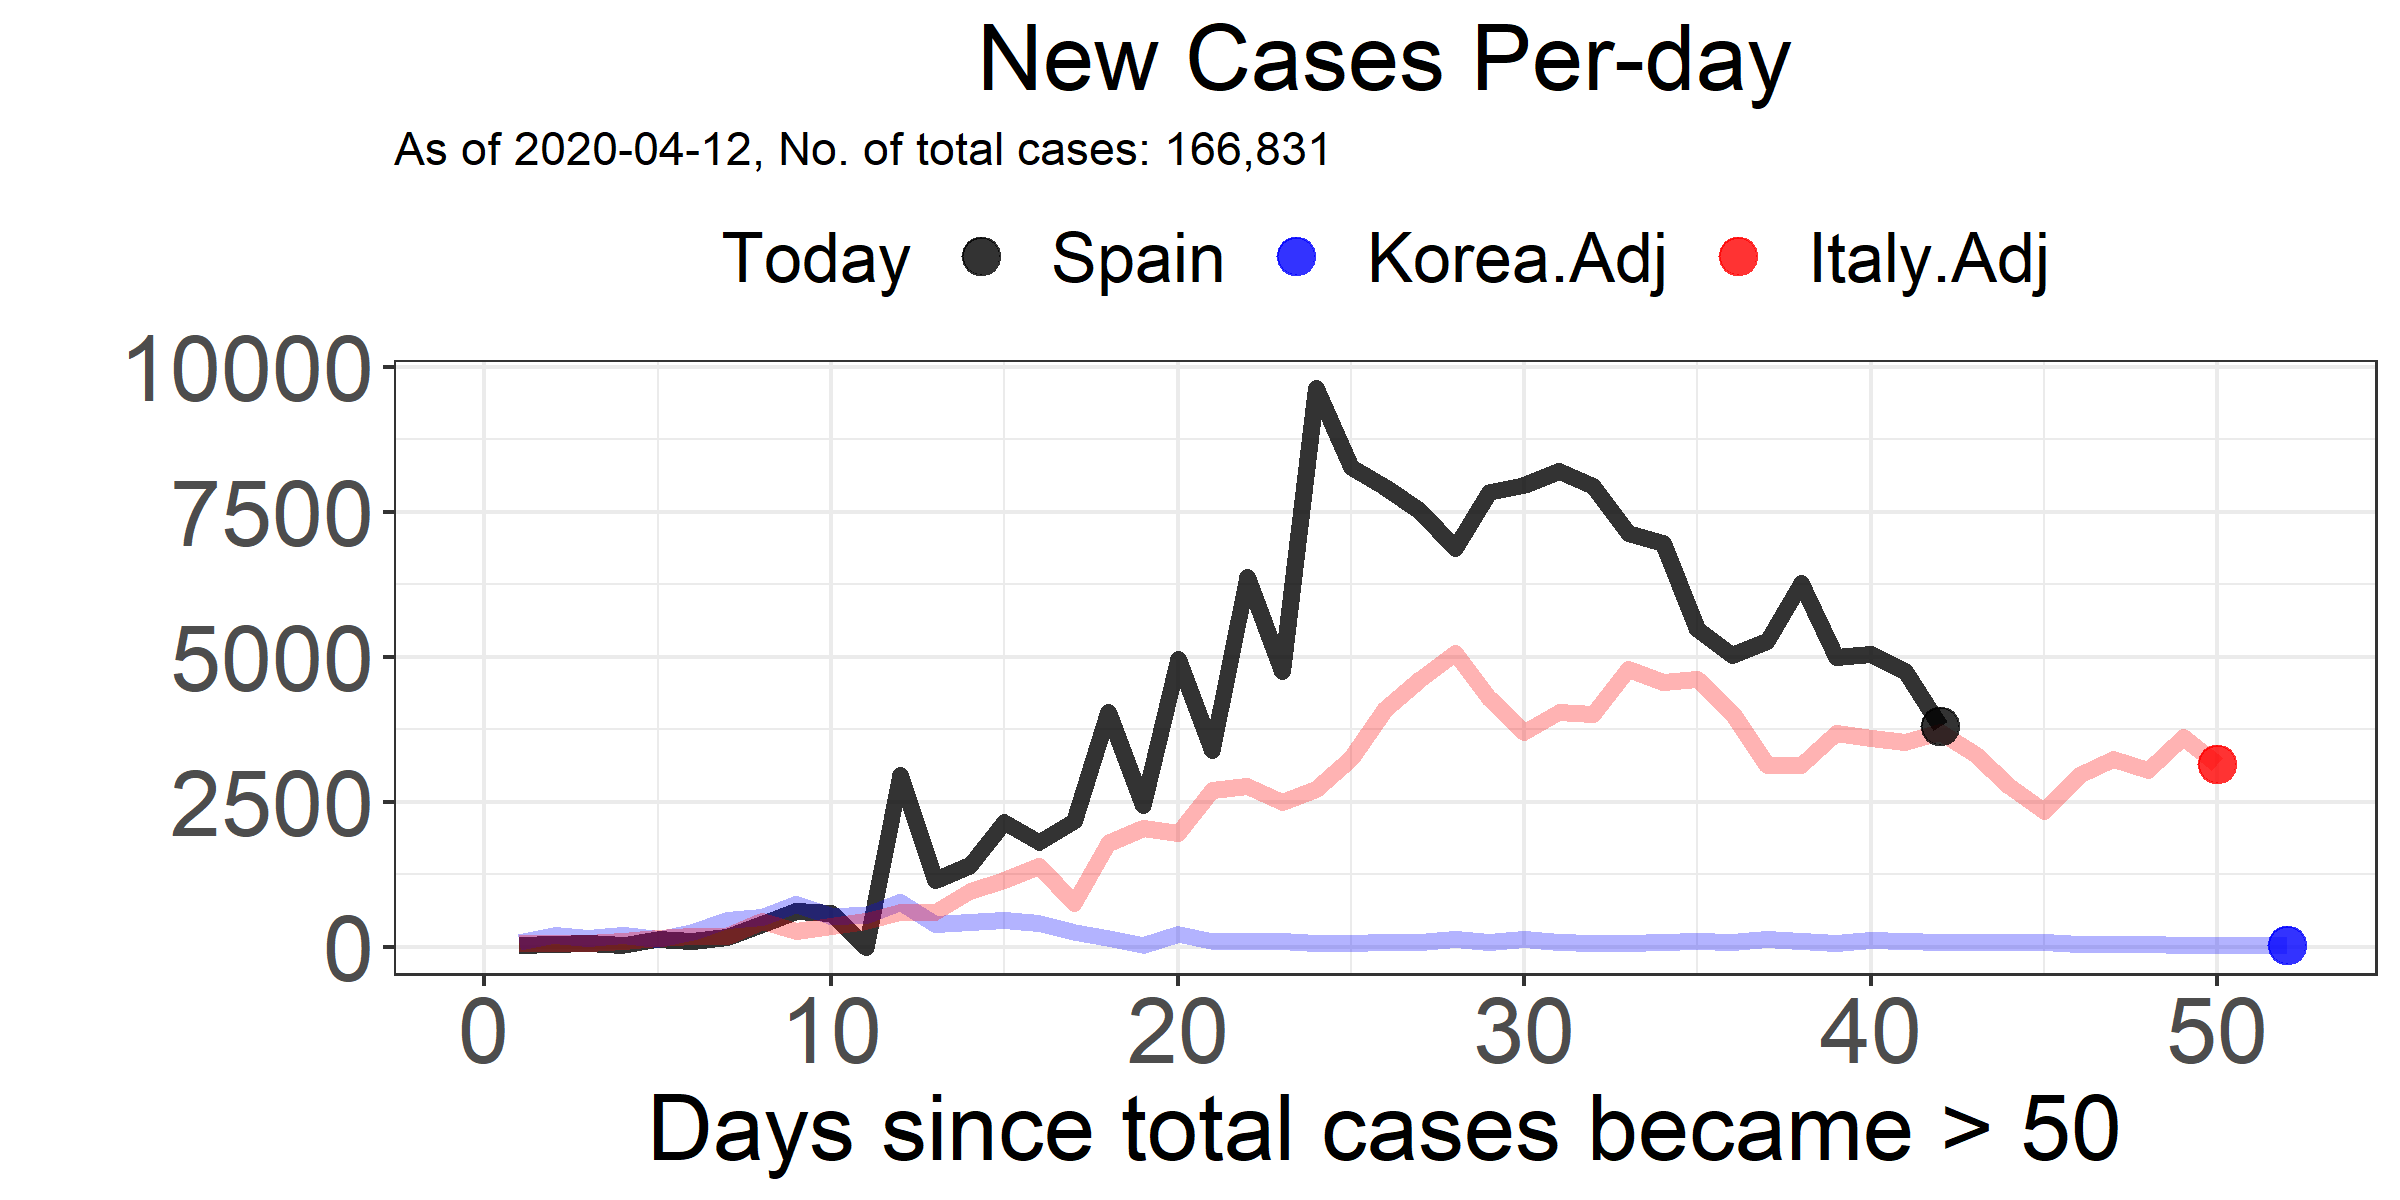 New Cases Per-day
As of 2020-04-12, No. of total cases: 166,831
Today Spain Korea.Adj Italy.Adj
10000
7500
5000
2500
0
0 10 20 30 40 50
Days since total cases became > 50